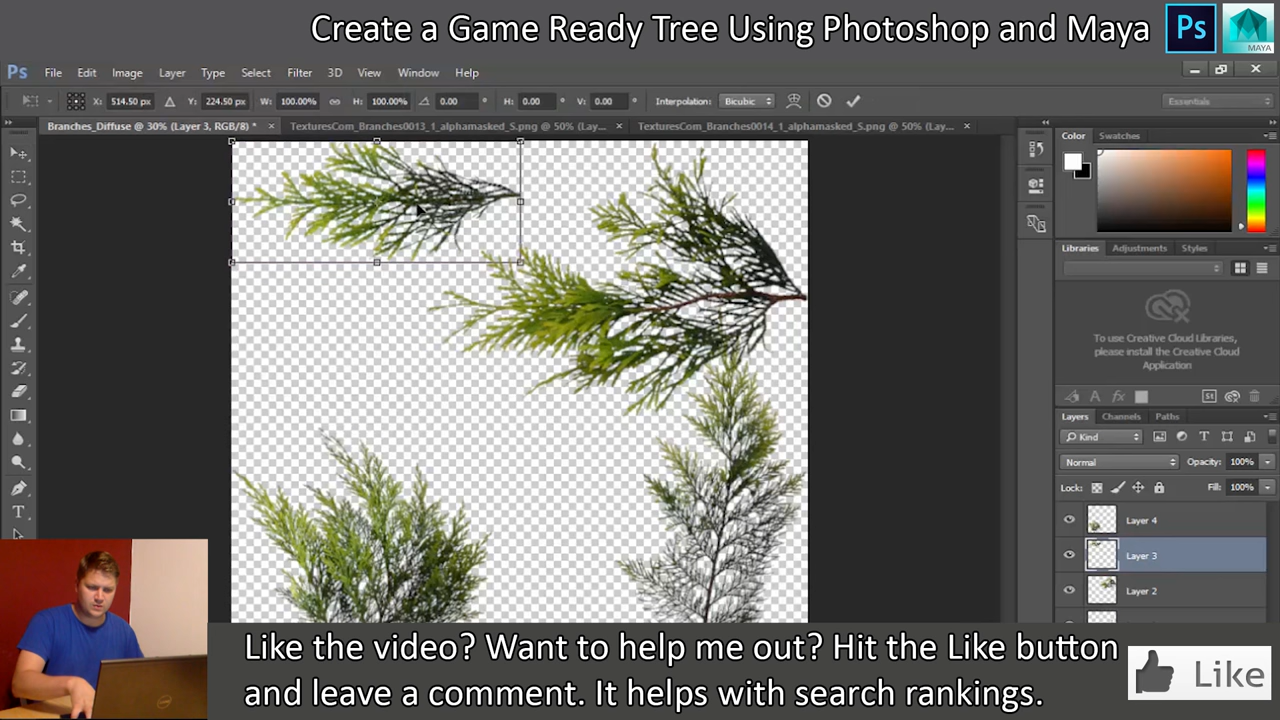 Create a Game Ready Tree Using Photoshop and Maya
Ps
MAYA
Ps File Edit Image Layer Type Select Filter 3D View Window Help
X: 514.50 px Y: 224.50 px W: 100.00% H: 100.00% 0.00 ° H: 0.00 ° V: 0.00 ° Interpolation: Bicubic Essentials
Branches_Diffuse @ 30% (Layer 3, RGB/8) * × TexturesCom_Branches0013_1_alphamasked_S.png @ 50% (Lay... × TexturesCom_Branches0014_1_alphamasked_S.png @ 50% (Lay... ×
Color Swatches
Libraries Adjustments Styles
To use Creative Cloud Libraries,
please install the Creative Cloud
Application
St
Layers Channels Paths
Kind
Normal Opacity: 100%
Lock: Fill: 100%
Layer 4
Layer 3
Layer 2
Like the video? Want to help me out? Hit the Like button
and leave a comment. It helps with search rankings.
Like